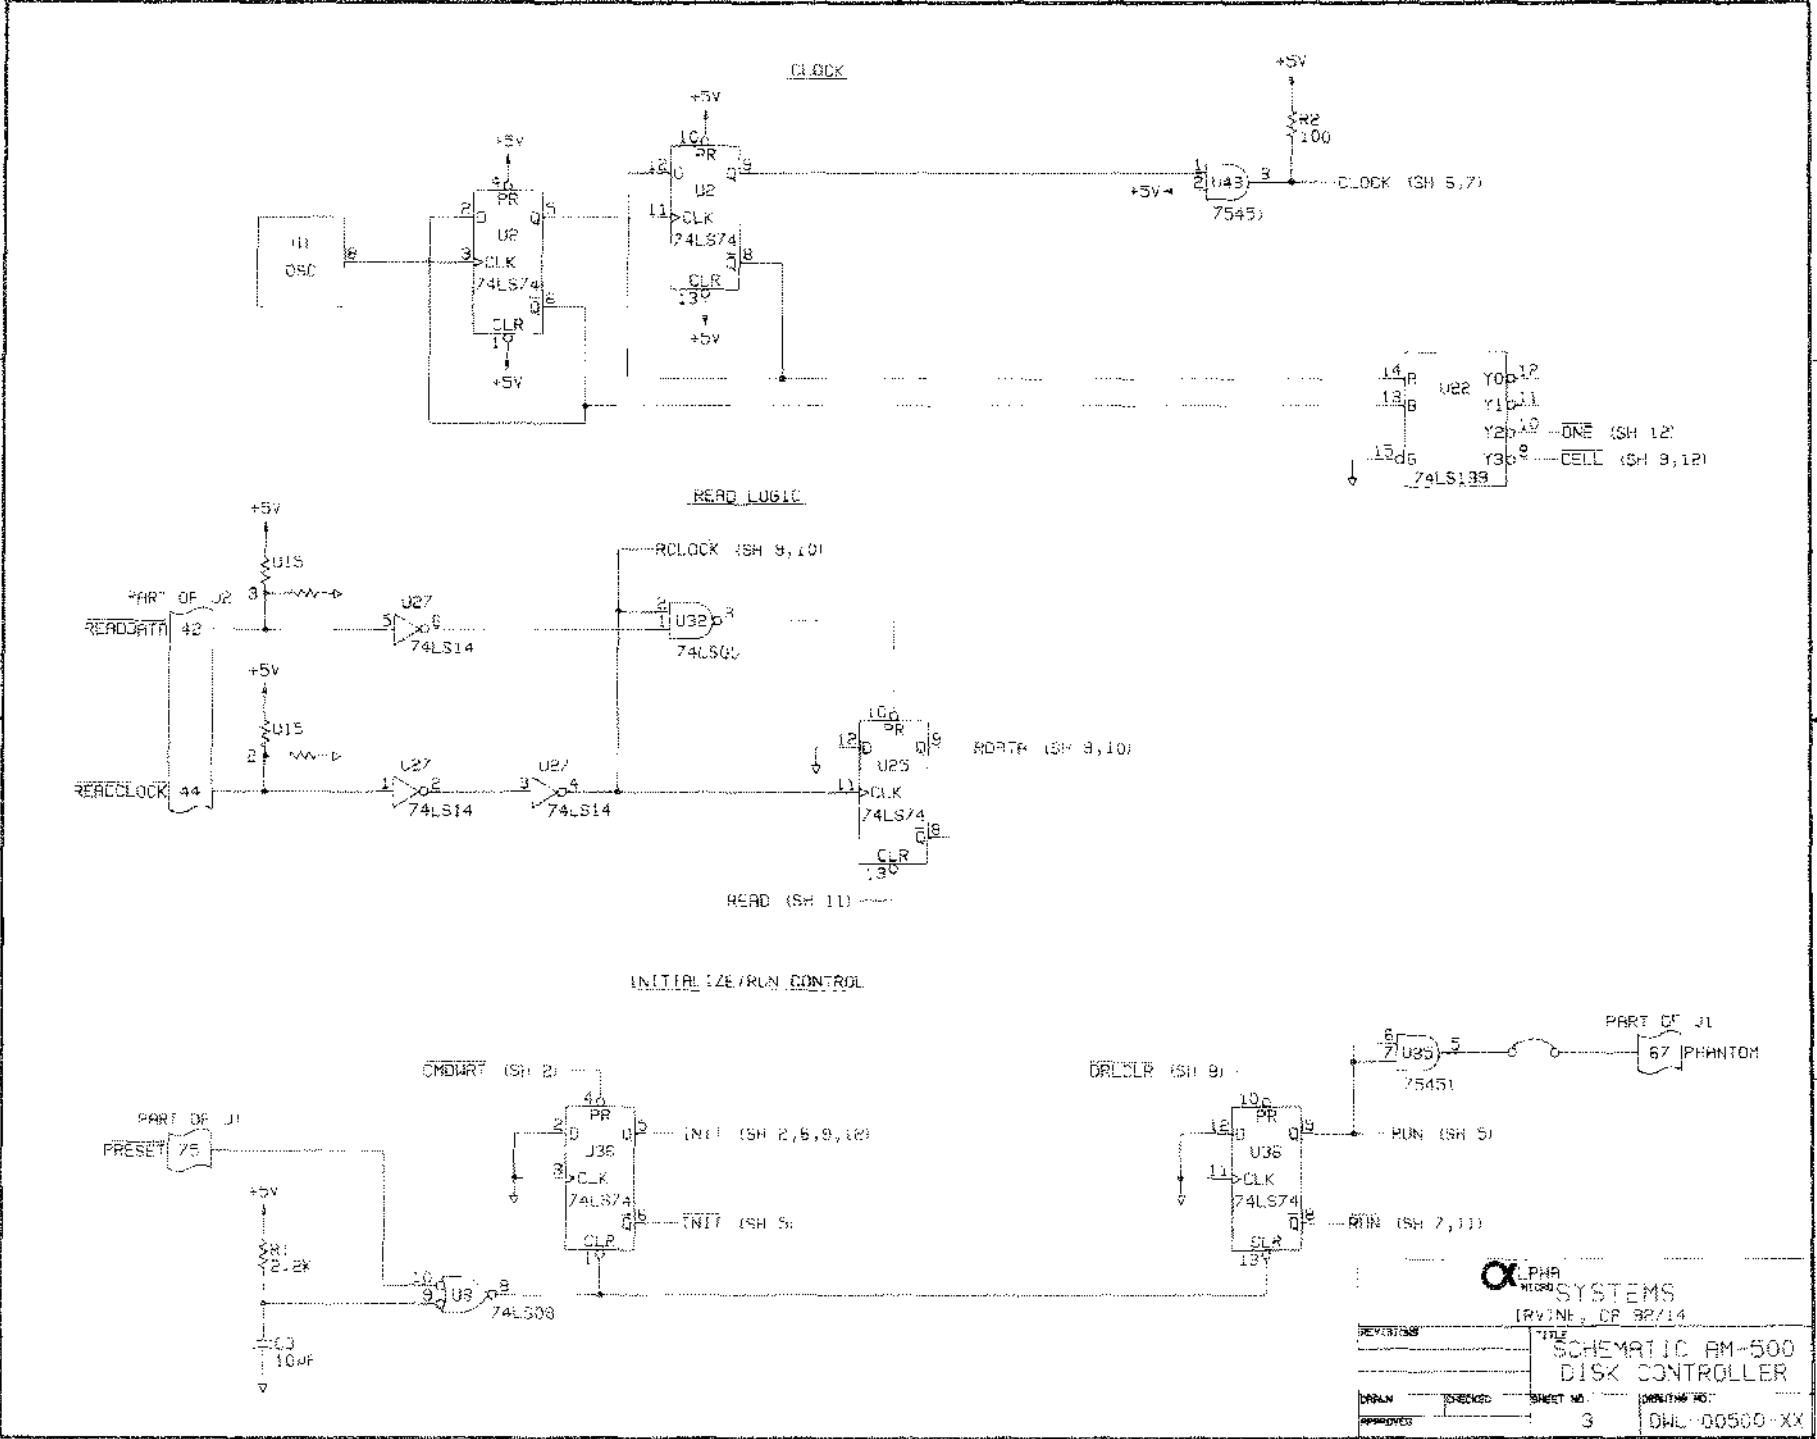 CLOCK
+5V
+5V
+5V
R2
100
10
PR
12 D Q 9
U2
11 CLK
74LS74
Q 8
CLR
13
+5V
4
PR
2 D Q 5
U2
3 CLK
74LS74
Q 6
CLR
1
+5V
OSC
8
1
2 U43 3
+5V
CLOCK (SH 5,7)
14
13 B
15 G
U22
Y0 12
Y1 11
Y2 10 ONE (SH 12)
Y3 9 CELL (SH 9,12)
74LS139
READ LOGIC
+5V
U15
3
RCLOCK (SH 9,10)
PART OF J2
READDATA 42
U27
5 6
74LS14
2
1 U32 3
+5V
U15
2
READCLOCK 44
U27
1 2
74LS14
U27
3 4
74LS14
10
PR
12 D Q 9
U25
11 CLK
74LS74
Q 8
CLR
13
RDATA (SH 9,10)
READ (SH 11)
INITIALIZE/RUN CONTROL
CMDWRT (SH 2)
4
PR
2 D Q 5
U36
3 CLK
74LS74
Q 6
CLR
1
INIT (SH 2,6,9,12)
INIT (SH 5)
PART OF J1
PRESET 75
+5V
R1
2.2K
10
9 U8 8
74LS08
C3
10µF
10
PR
12 D Q 9
U36
11 CLK
74LS74
Q 8
CLR
13
RUN (SH 5)
RUN (SH 7,11)
6
7 U35 5
75451
PART OF J1
67 PHANTOM
ALPHA
MICRO SYSTEMS
IRVINE, CA 92714
REVISIONS
TITLE
SCHEMATIC AM-500
DISK CONTROLLER
DRAWN
CHECKED
APPROVED
SHEET NO.
3
DRAWING NO.
DWL-00500-XX